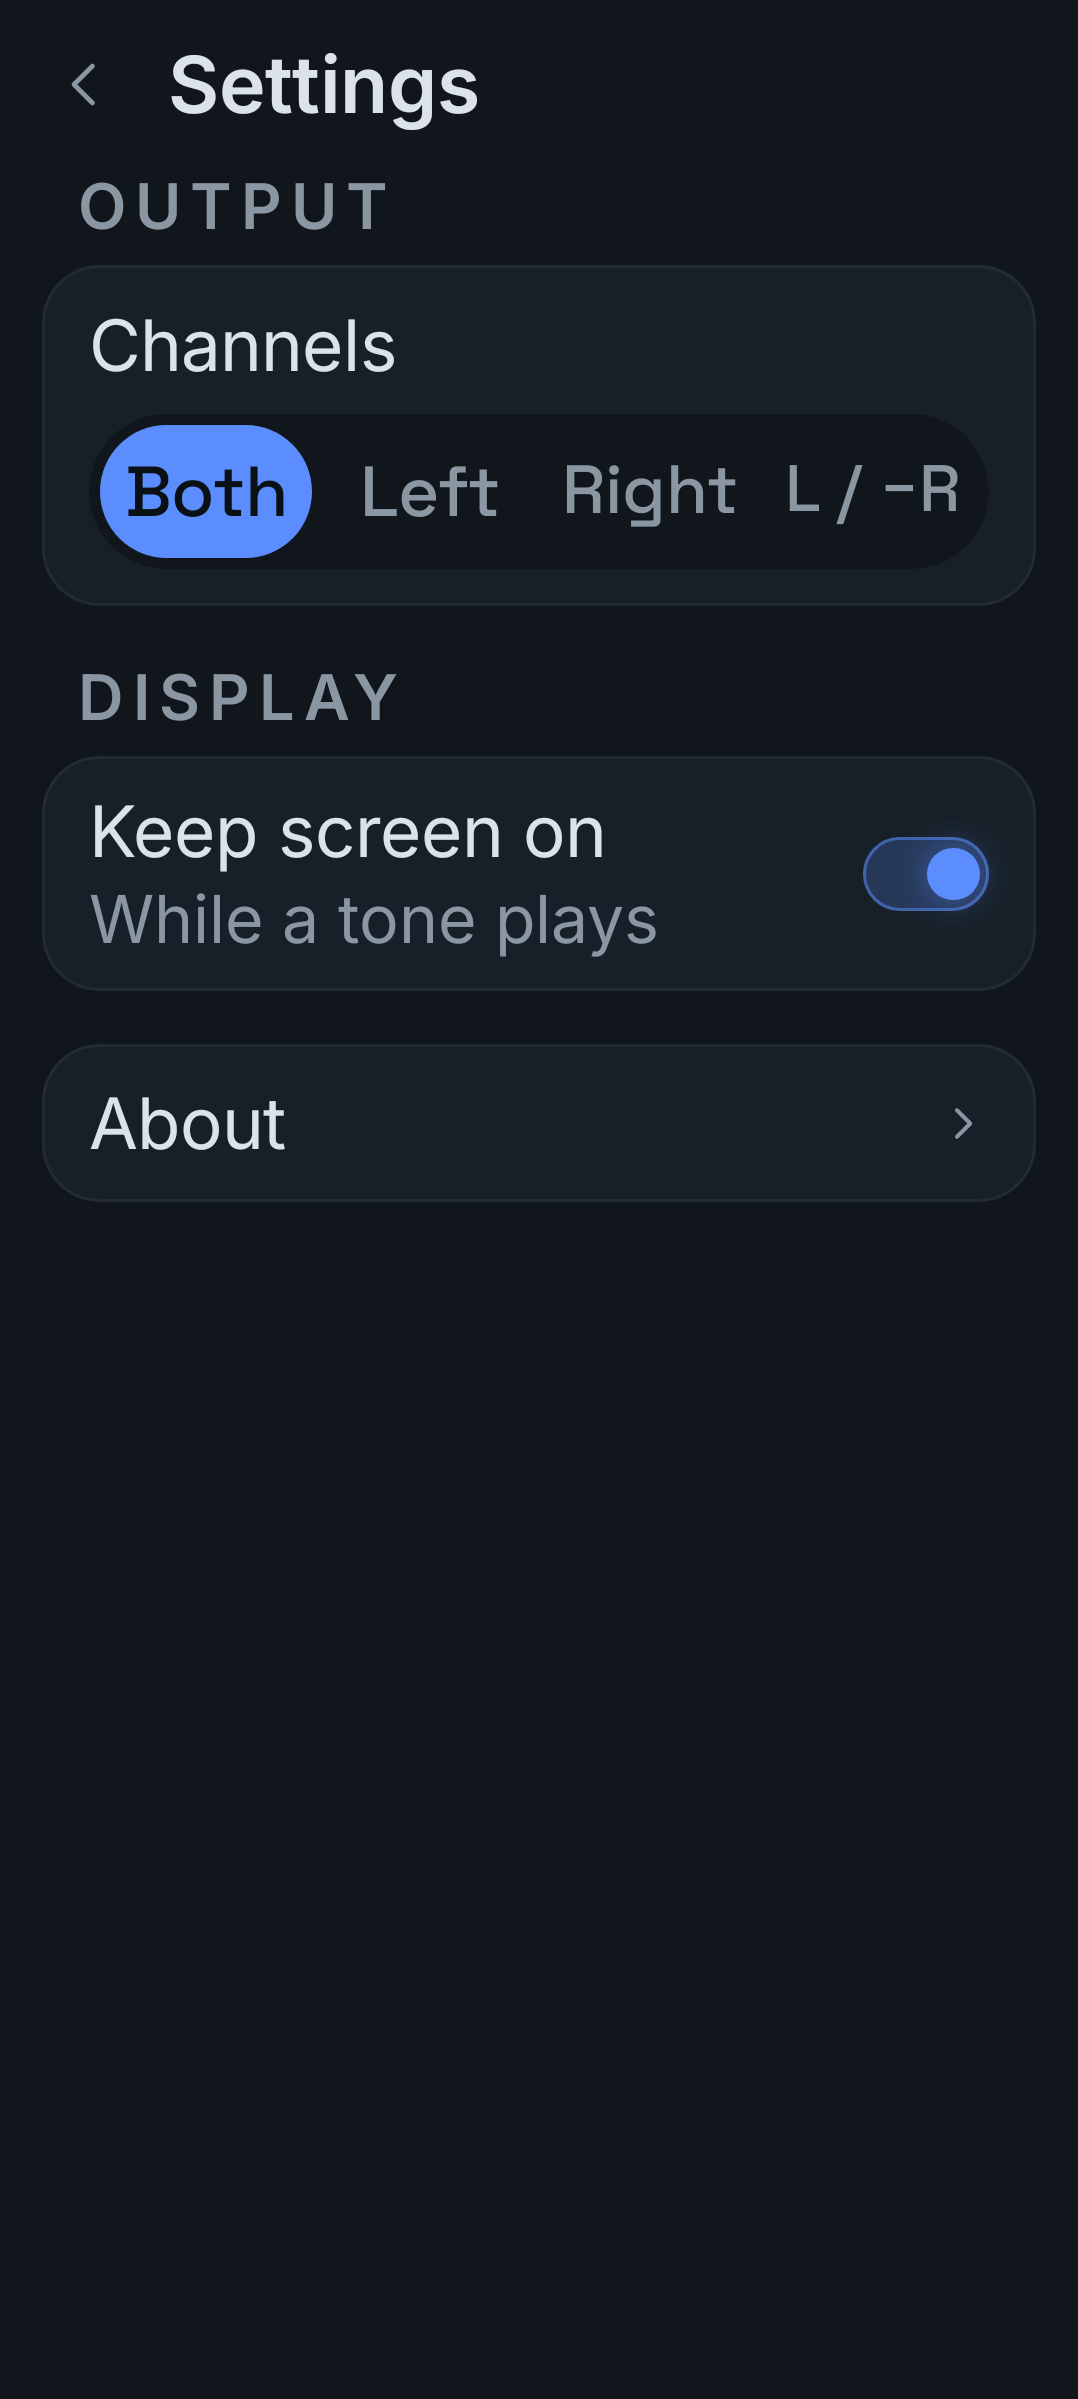 Settings
OUTPUT
Channels
Both Left Right L / -R
DISPLAY
Keep screen on
While a tone plays
About